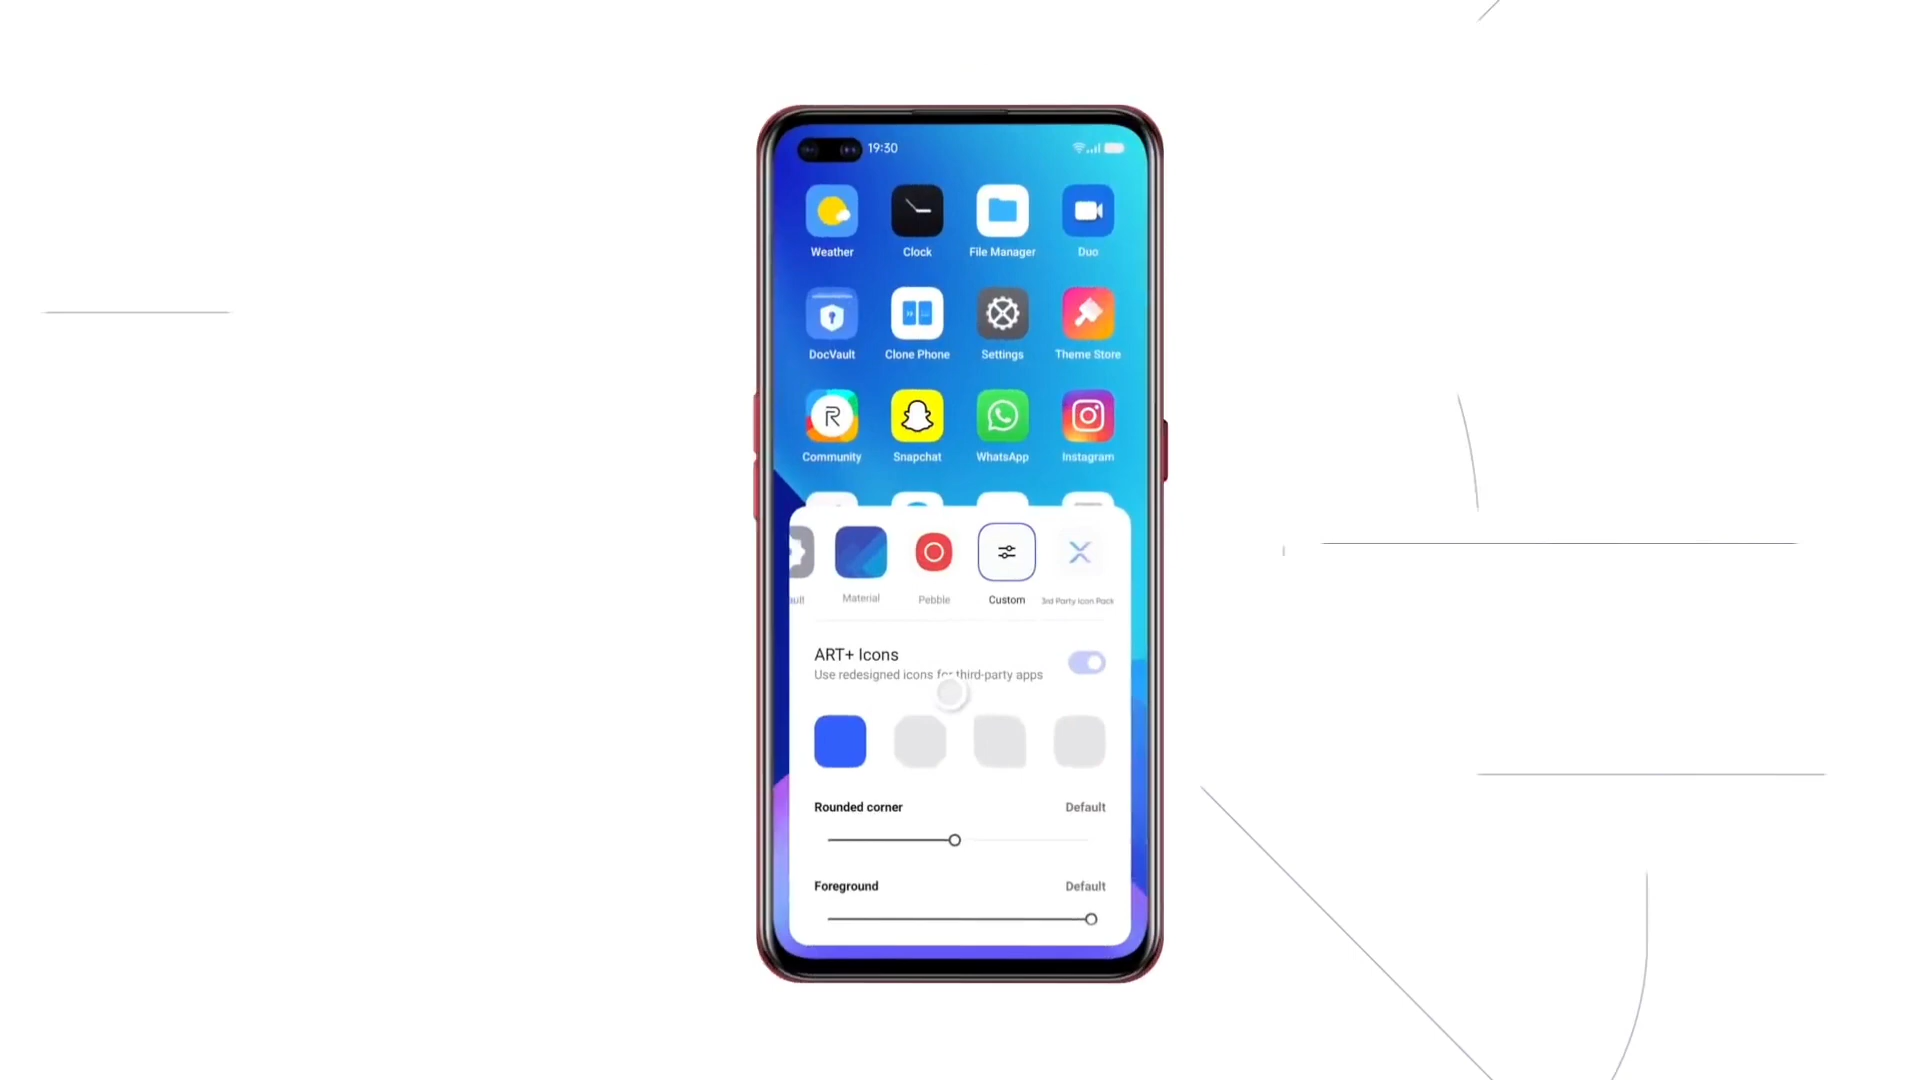 19:30
Weather Clock File Manager Duo
DocVault Clone Phone Settings Theme Store
Community Snapchat WhatsApp Instagram
Material Pebble Custom 3rd Party Icon Pack
ART+ Icons
Use redesigned icons for third-party apps
Rounded corner Default
Foreground Default